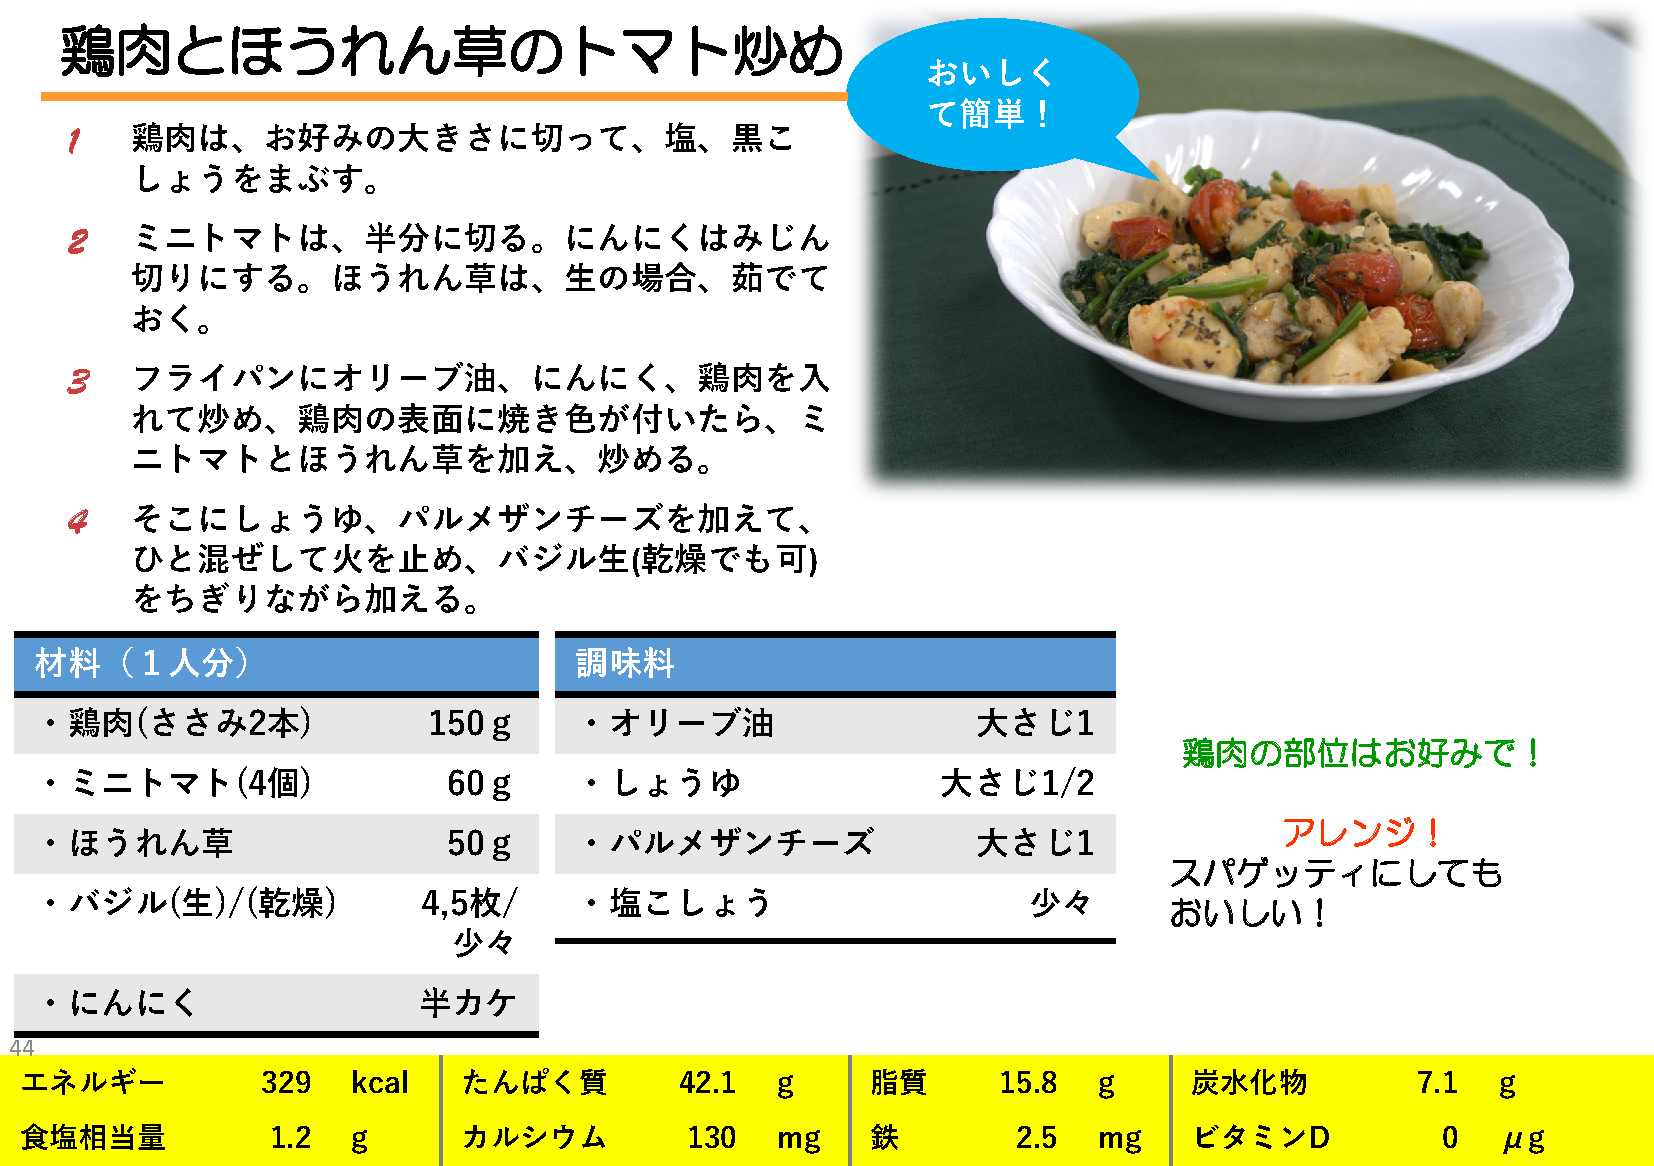 鶏肉とほうれん草のトマト炒め
おいしく
て簡単！
1 鶏肉は、お好みの大きさに切って、塩、黒こ
しょうをまぶす。
2 ミニトマトは、半分に切る。にんにくはみじん
切りにする。ほうれん草は、生の場合、茹でて
おく。
3 フライパンにオリーブ油、にんにく、鶏肉を入
れて炒め、鶏肉の表面に焼き色が付いたら、ミ
ニトマトとほうれん草を加え、炒める。
4 そこにしょうゆ、パルメザンチーズを加えて、
ひと混ぜして火を止め、バジル生(乾燥でも可)
をちぎりながら加える。
材料（１人分）
・鶏肉(ささみ2本) 150ｇ
・ミニトマト(4個) 60ｇ
・ほうれん草 50ｇ
・バジル(生)/(乾燥) 4,5枚/
少々
・にんにく 半カケ
調味料
・オリーブ油 大さじ1
・しょうゆ 大さじ1/2
・パルメザンチーズ 大さじ1
・塩こしょう 少々
鶏肉の部位はお好みで！
アレンジ！
スパゲッティにしても
おいしい！
44
エネルギー 329 kcal たんぱく質 42.1 g 脂質 15.8 g 炭水化物 7.1 g
食塩相当量 1.2 g カルシウム 130 mg 鉄 2.5 mg ビタミンD 0 μg